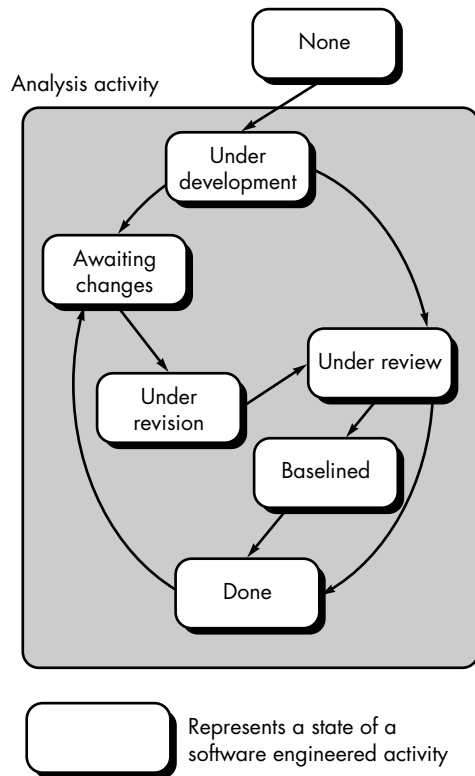 None
Analysis activity
Under
development
Awaiting
changes
Under review
Under
revision
Baselined
Done
Represents a state of a
software engineered activity